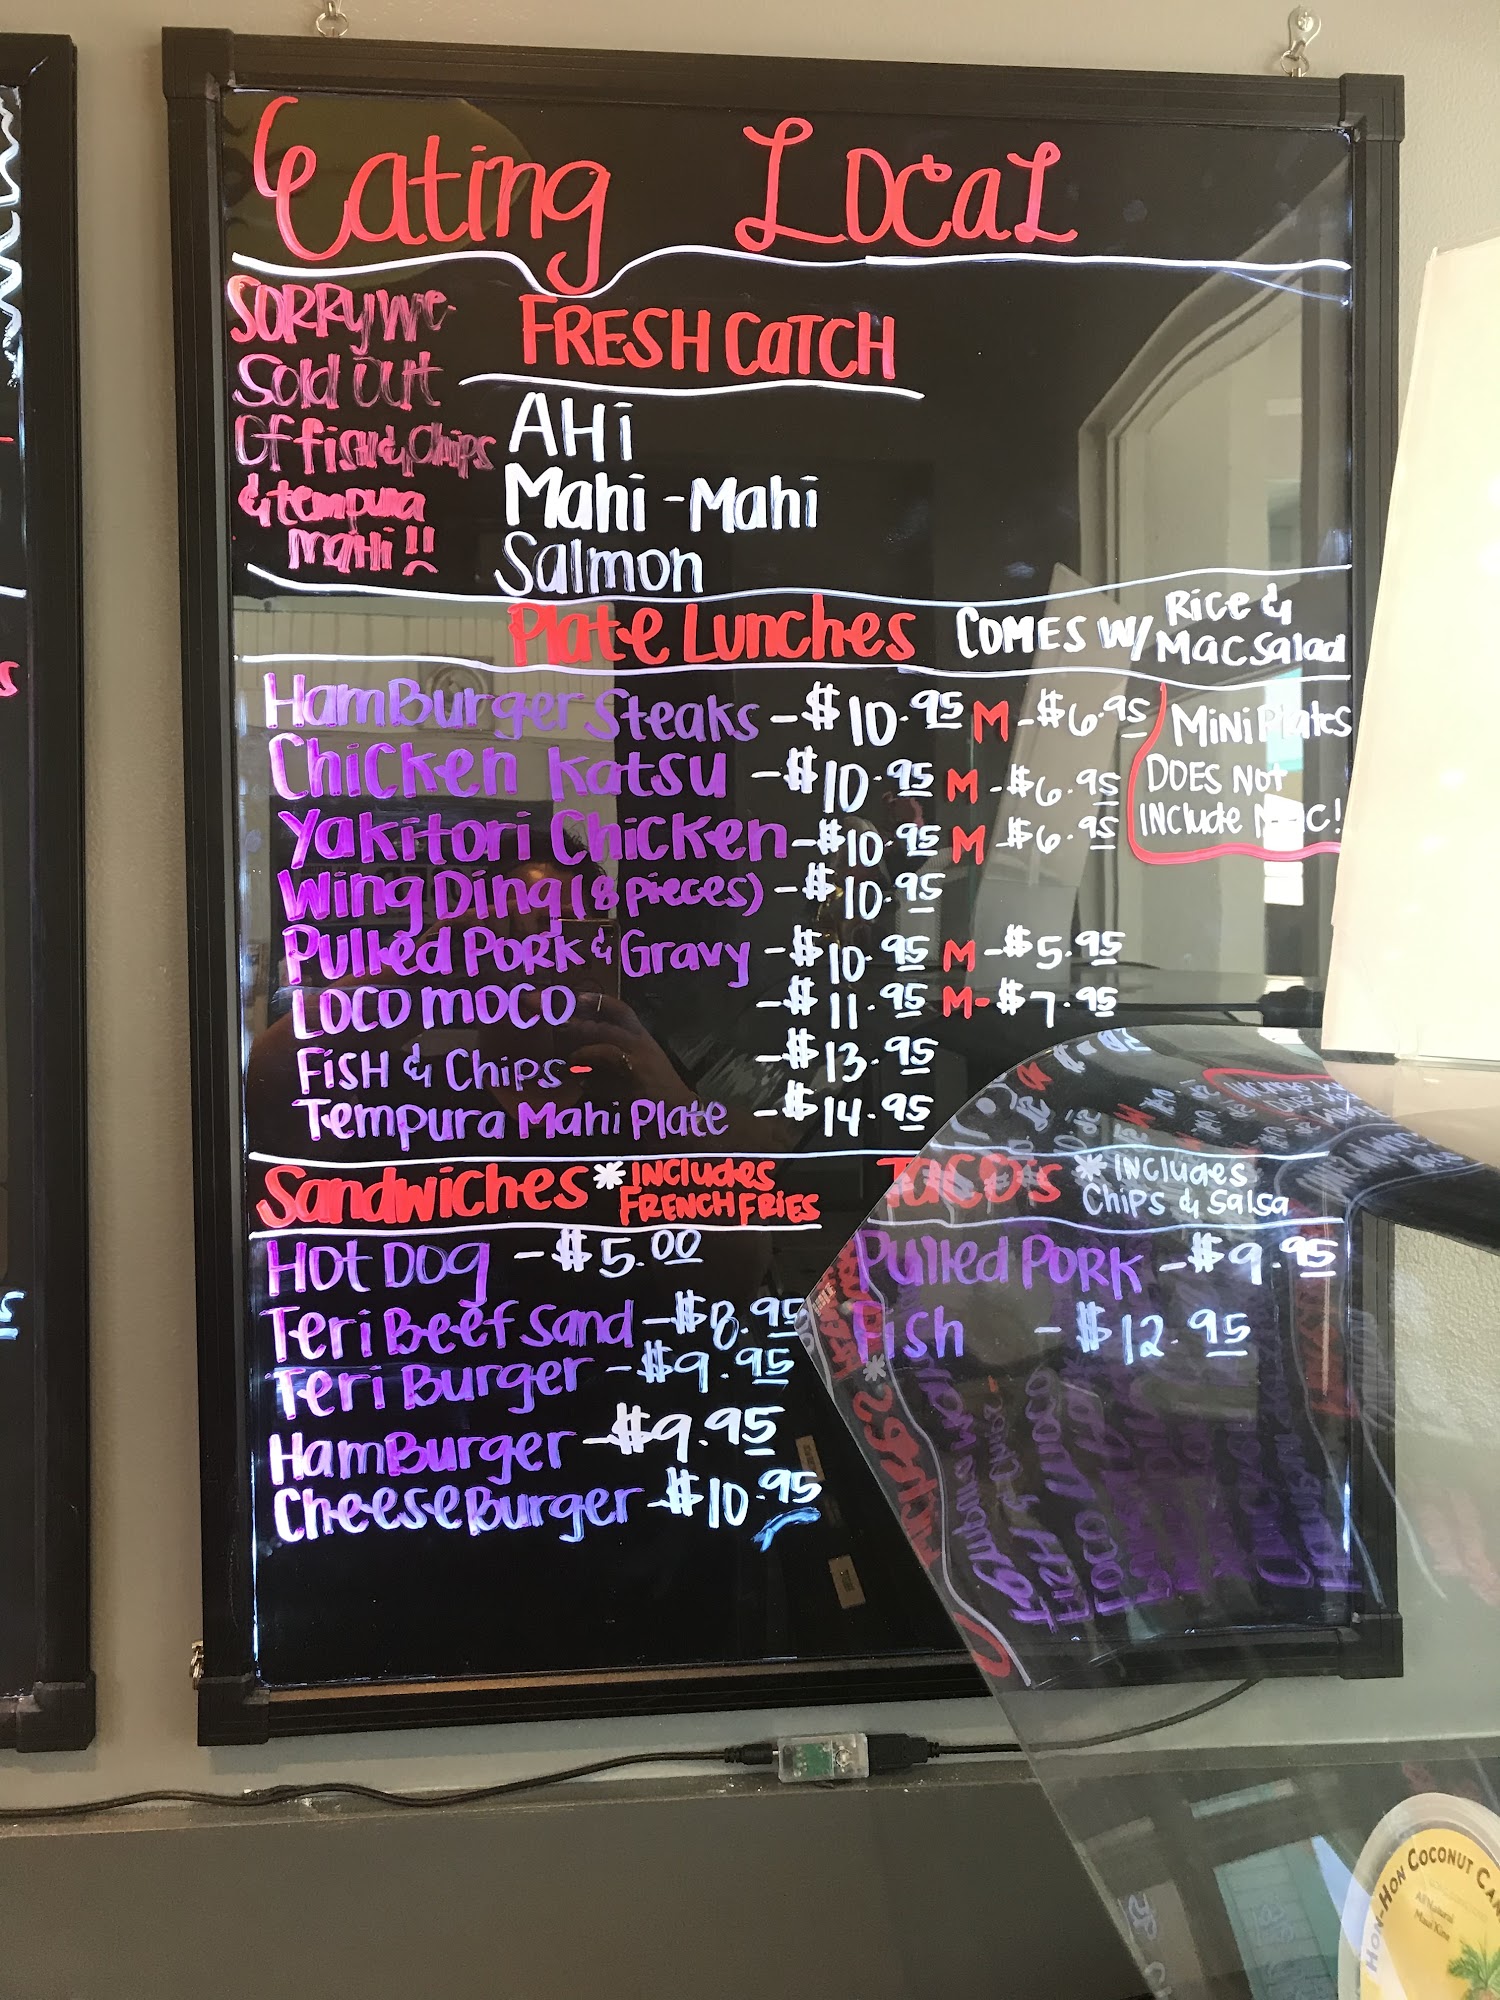 Eating Local
SORRY we
Sold Out
Of fish & Chips
& tempura
MAHi!!
FRESH CATCH
AHi
Mahi-Mahi
Salmon
Plate Lunches COMES W/ Rice & Mac Salad
HamBurger Steaks -$10.95 M-$6.95
Chicken Katsu -$10.95 M-$6.95
Yakitori Chicken-$10.95 M-$6.95
Wing Ding (8 pieces) -$10.95
Pulled Pork & Gravy -$10.95 M-$5.95
LOCO MOCO -$11.95 M-$7.95
FisH & Chips- -$13.95
Tempura Mahi Plate -$14.95
Mini Plates
DOES Not
INClude MAC!
Sandwiches *INCludes FRENCH FRiES
HOt DOG -$5.00
Teri Beef Sand -$8.95
Teri Burger -$9.95
HamBurger -$9.95
CheeseBurger -$10.95
TACOs *INCludes Chips & Salsa
Pulled PORK -$9.95
Fish -$12.95
HON-HON COCONUT
All Natural